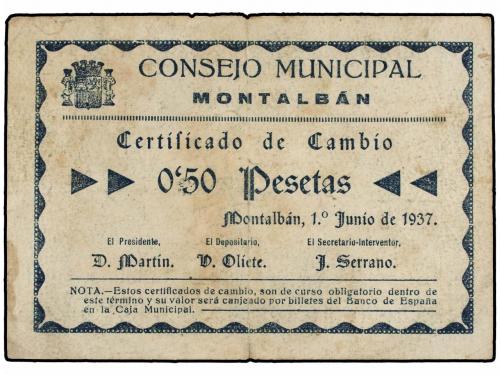 CONSEJO MUNICIPAL
MONTALBÁN
Certificado de Cambio
0'50 Pesetas
Montalbán, 1.º Junio de 1937.
El Presidente, El Depositario, El Secretario-Interventor,
D. Martín. V. Oliete. J. Serrano.
NOTA.—Estos certificados de cambio, son de curso obligatorio dentro de
este término y su valor será canjeado por billetes del Banco de España
en la Caja Municipal.